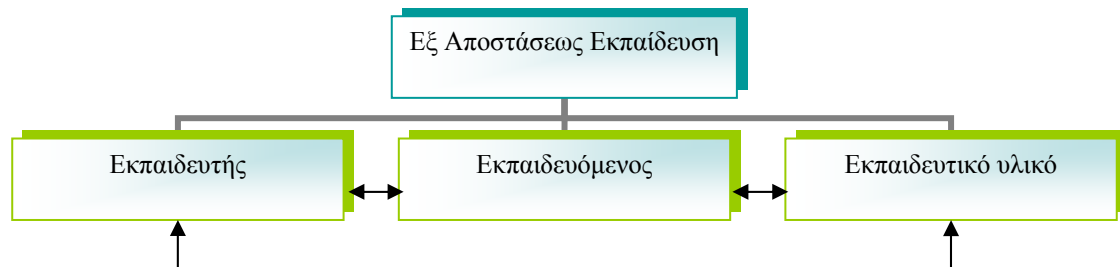 Εξ Αποστάσεως Εκπαίδευση
Εκπαιδευτής
Εκπαιδευόμενος
Εκπαιδευτικό υλικό